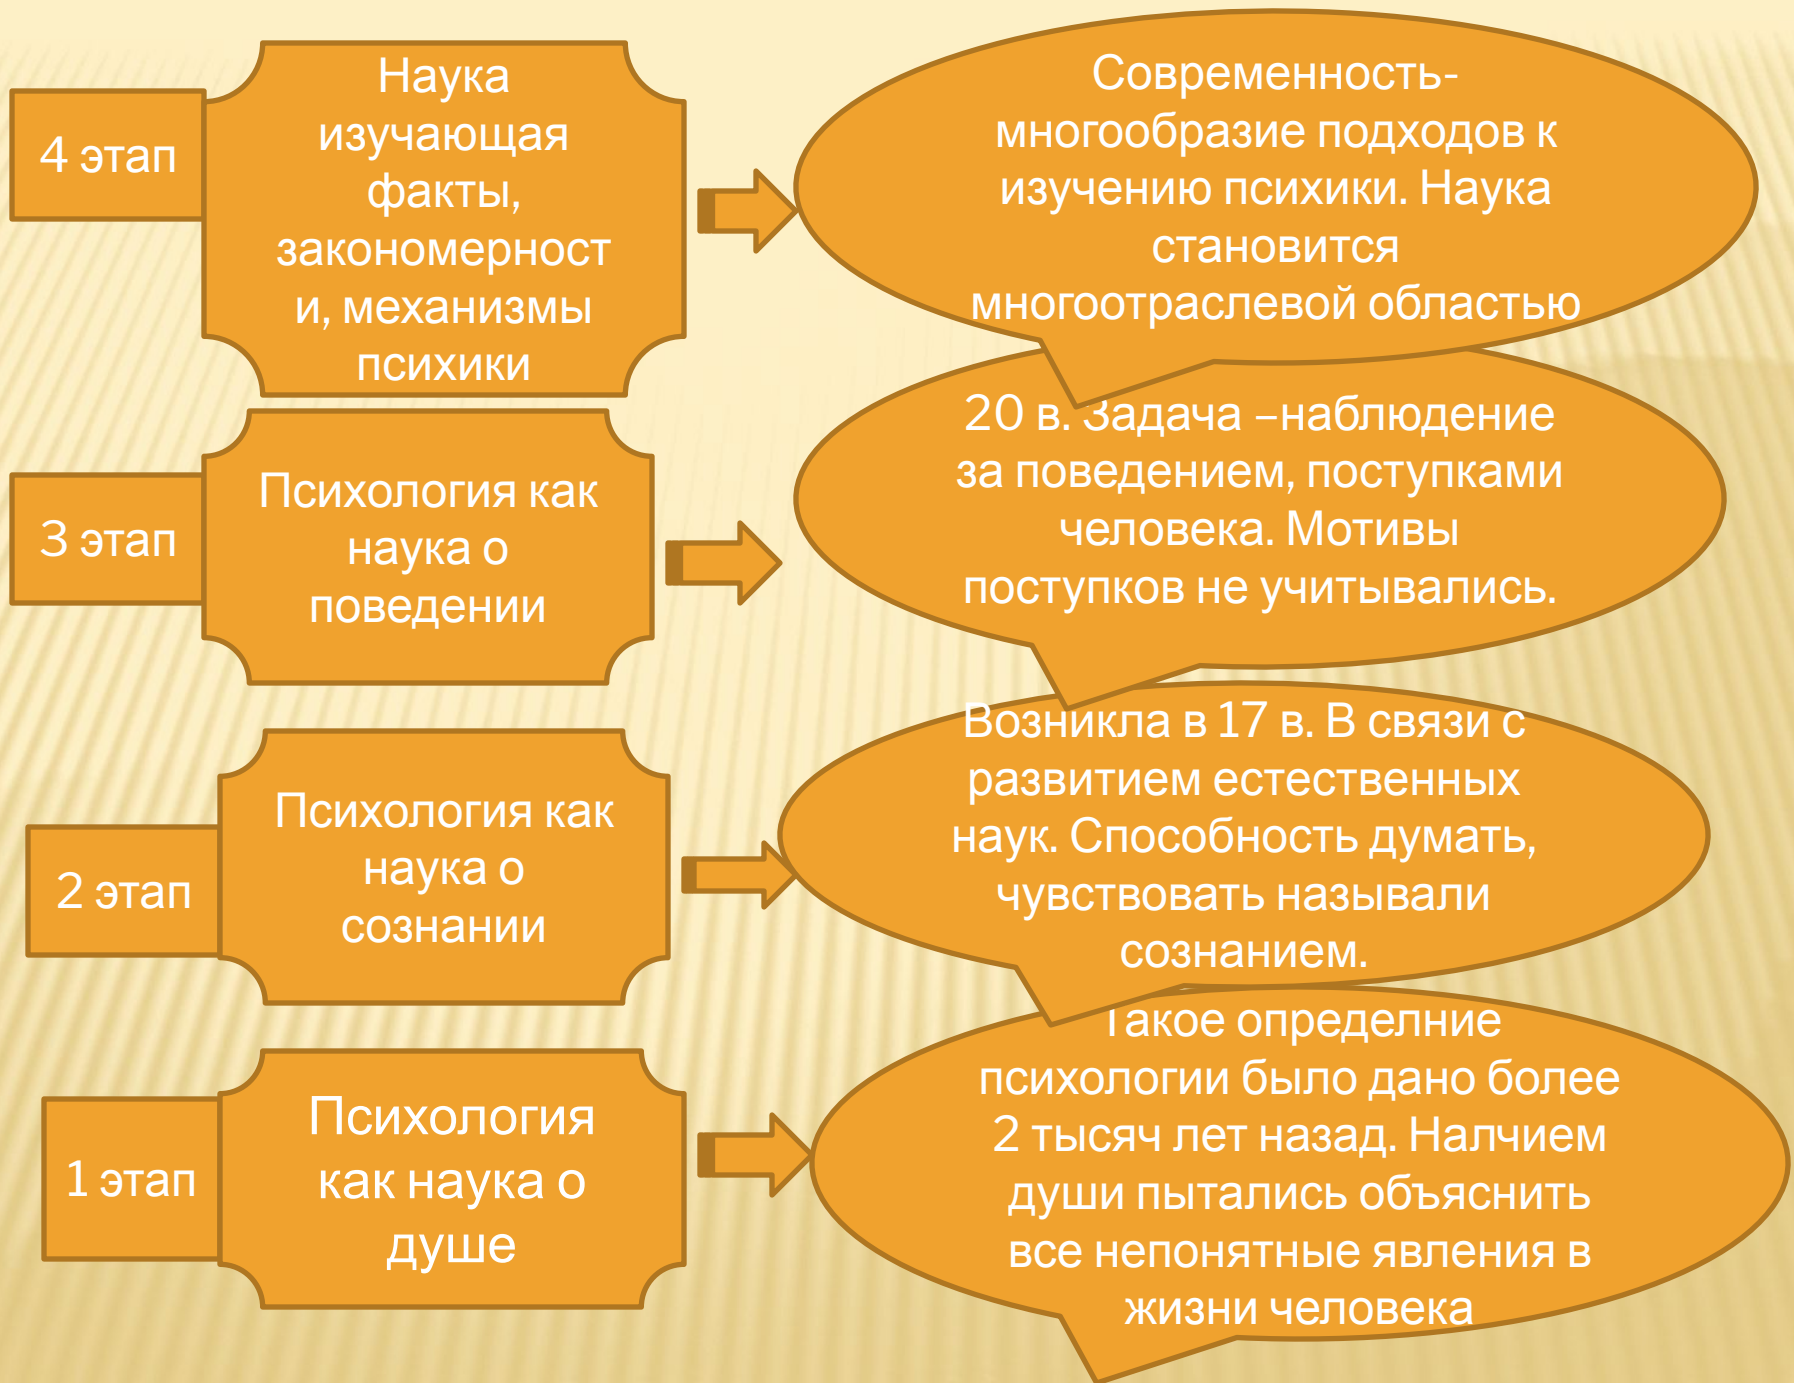 4 этап
Наука
изучающая
факты,
закономерност
и, механизмы
психики
Современность-
многообразие подходов к
изучению психики. Наука
становится
многоотраслевой областью
3 этап
Психология как
наука о
поведении
20 в. Задача –наблюдение
за поведением, поступками
человека. Мотивы
поступков не учитывались.
2 этап
Психология как
наука о
сознании
Возникла в 17 в. В связи с
развитием естественных
наук. Способность думать,
чувствовать называли
сознанием.
1 этап
Психология
как наука о
душе
Такое определние
психологии было дано более
2 тысяч лет назад. Налчием
души пытались объяснить
все непонятные явления в
жизни человека